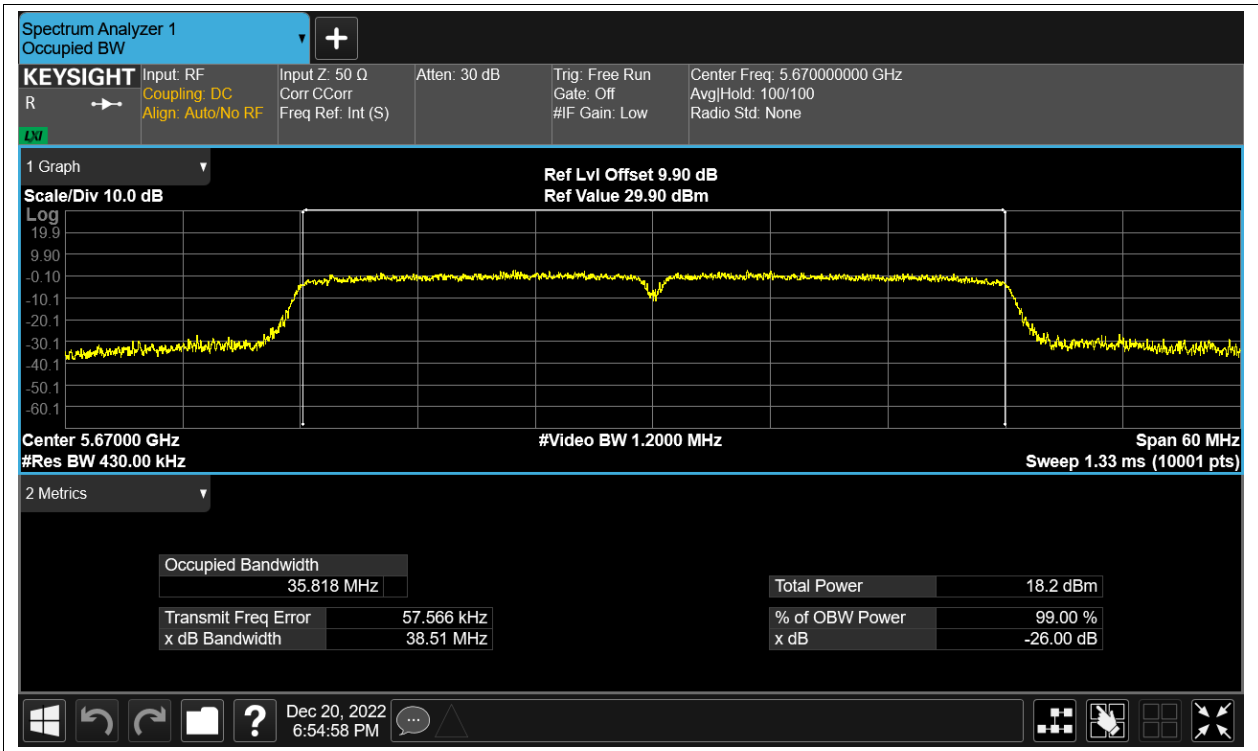 Spectrum Analyzer 1
Occupied BW
KEYSIGHT
R
LXI
Input: RF
Coupling: DC
Align: Auto/No RF
Input Z: 50 Ω
Corr CCorr
Freq Ref: Int (S)
Atten: 30 dB
Trig: Free Run
Gate: Off
#IF Gain: Low
Center Freq: 5.670000000 GHz
Avg|Hold: 100/100
Radio Std: None
1 Graph
Scale/Div 10.0 dB
Ref Lvl Offset 9.90 dB
Ref Value 29.90 dBm
Log
19.9
9.90
-0.10
-10.1
-20.1
-30.1
-40.1
-50.1
-60.1
Center 5.67000 GHz
#Res BW 430.00 kHz
#Video BW 1.2000 MHz
Span 60 MHz
Sweep 1.33 ms (10001 pts)
2 Metrics
Occupied Bandwidth
35.818 MHz
Transmit Freq Error 57.566 kHz
x dB Bandwidth 38.51 MHz
Total Power 18.2 dBm
% of OBW Power 99.00 %
x dB -26.00 dB
?
Dec 20, 2022
6:54:58 PM